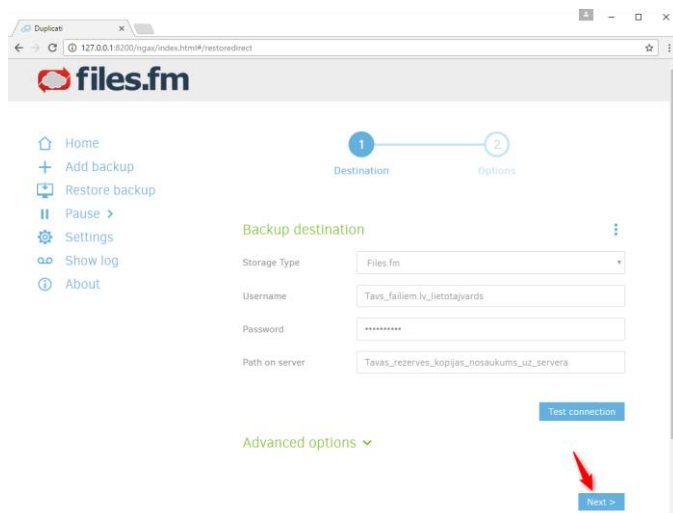 Duplicati
127.0.0.1:8200/ngax/index.html#/restoredirect
files.fm
Home
Add backup
Restore backup
Pause >
Settings
Show log
About
1
2
Destination
Options
Backup destination
Storage Type
Files.fm
Username
Tavs_failiem.lv_lietotajvards
Password
••••••••••
Path on server
Tavas_rezerves_kopijas_nosaukums_uz_servera
Test connection
Advanced options
Next >